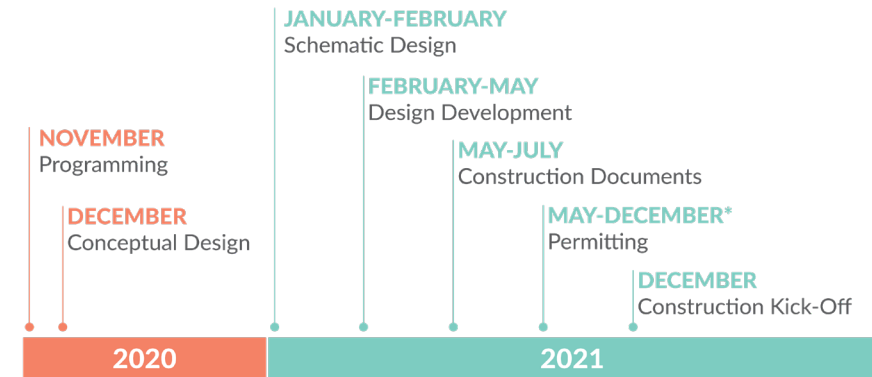 JANUARY-FEBRUARY
Schematic Design
FEBRUARY-MAY
Design Development
NOVEMBER
Programming
MAY-JULY
Construction Documents
DECEMBER
Conceptual Design
MAY-DECEMBER*
Permitting
DECEMBER
Construction Kick-Off
2020
2021